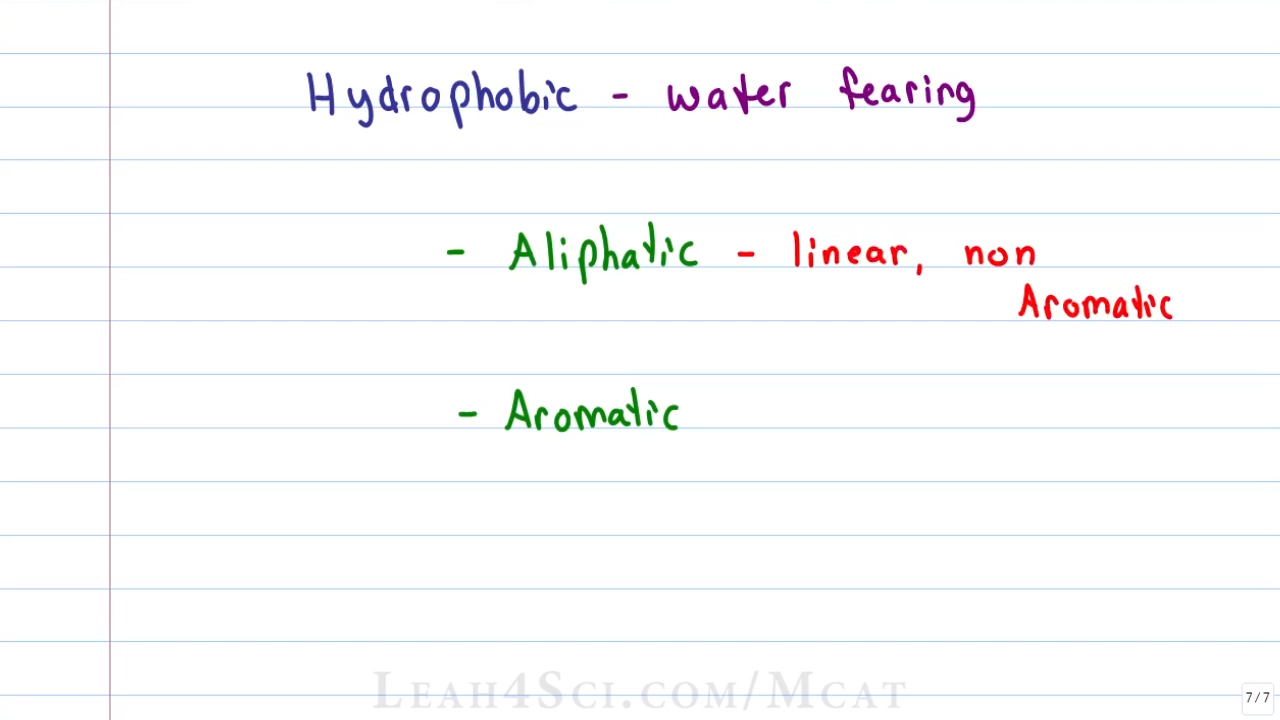 Hydrophobic - water fearing
- Aliphatic - linear, non
Aromatic
- Aromatic
LEAH4SCI.COM/MCAT
7/7